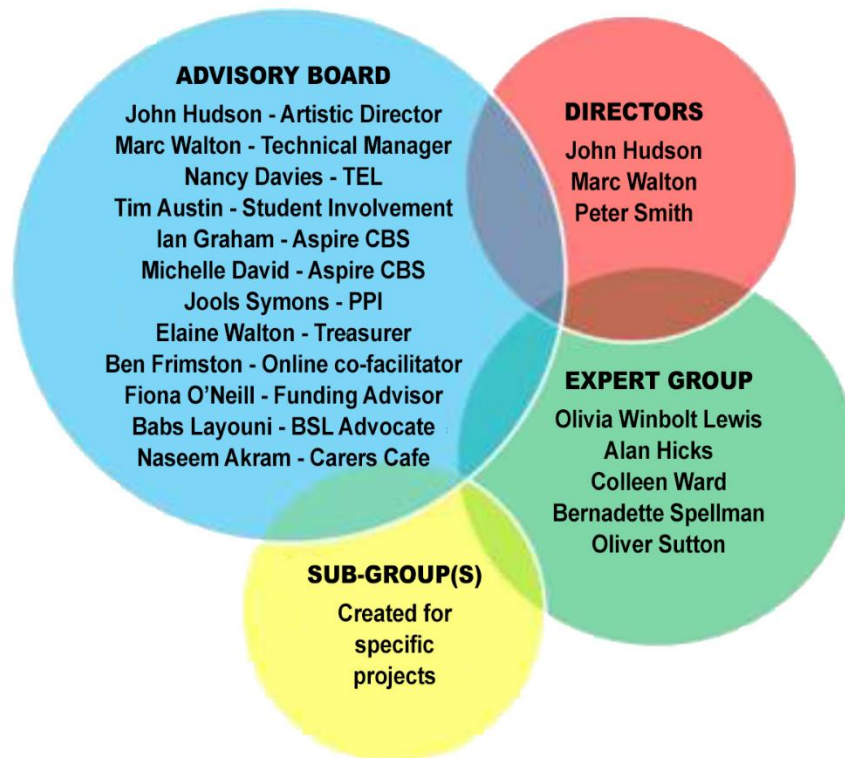 ADVISORY BOARD
John Hudson - Artistic Director
Marc Walton - Technical Manager
Nancy Davies - TEL
Tim Austin - Student Involvement
Ian Graham - Aspire CBS
Michelle David - Aspire CBS
Jools Symons - PPI
Elaine Walton - Treasurer
Ben Frimston - Online co-facilitator
Fiona O'Neill - Funding Advisor
Babs Layouni - BSL Advocate
Naseem Akram - Carers Cafe
DIRECTORS
John Hudson
Marc Walton
Peter Smith
EXPERT GROUP
Olivia Winbolt Lewis
Alan Hicks
Colleen Ward
Bernadette Spellman
Oliver Sutton
SUB-GROUP(S)
Created for
specific
projects